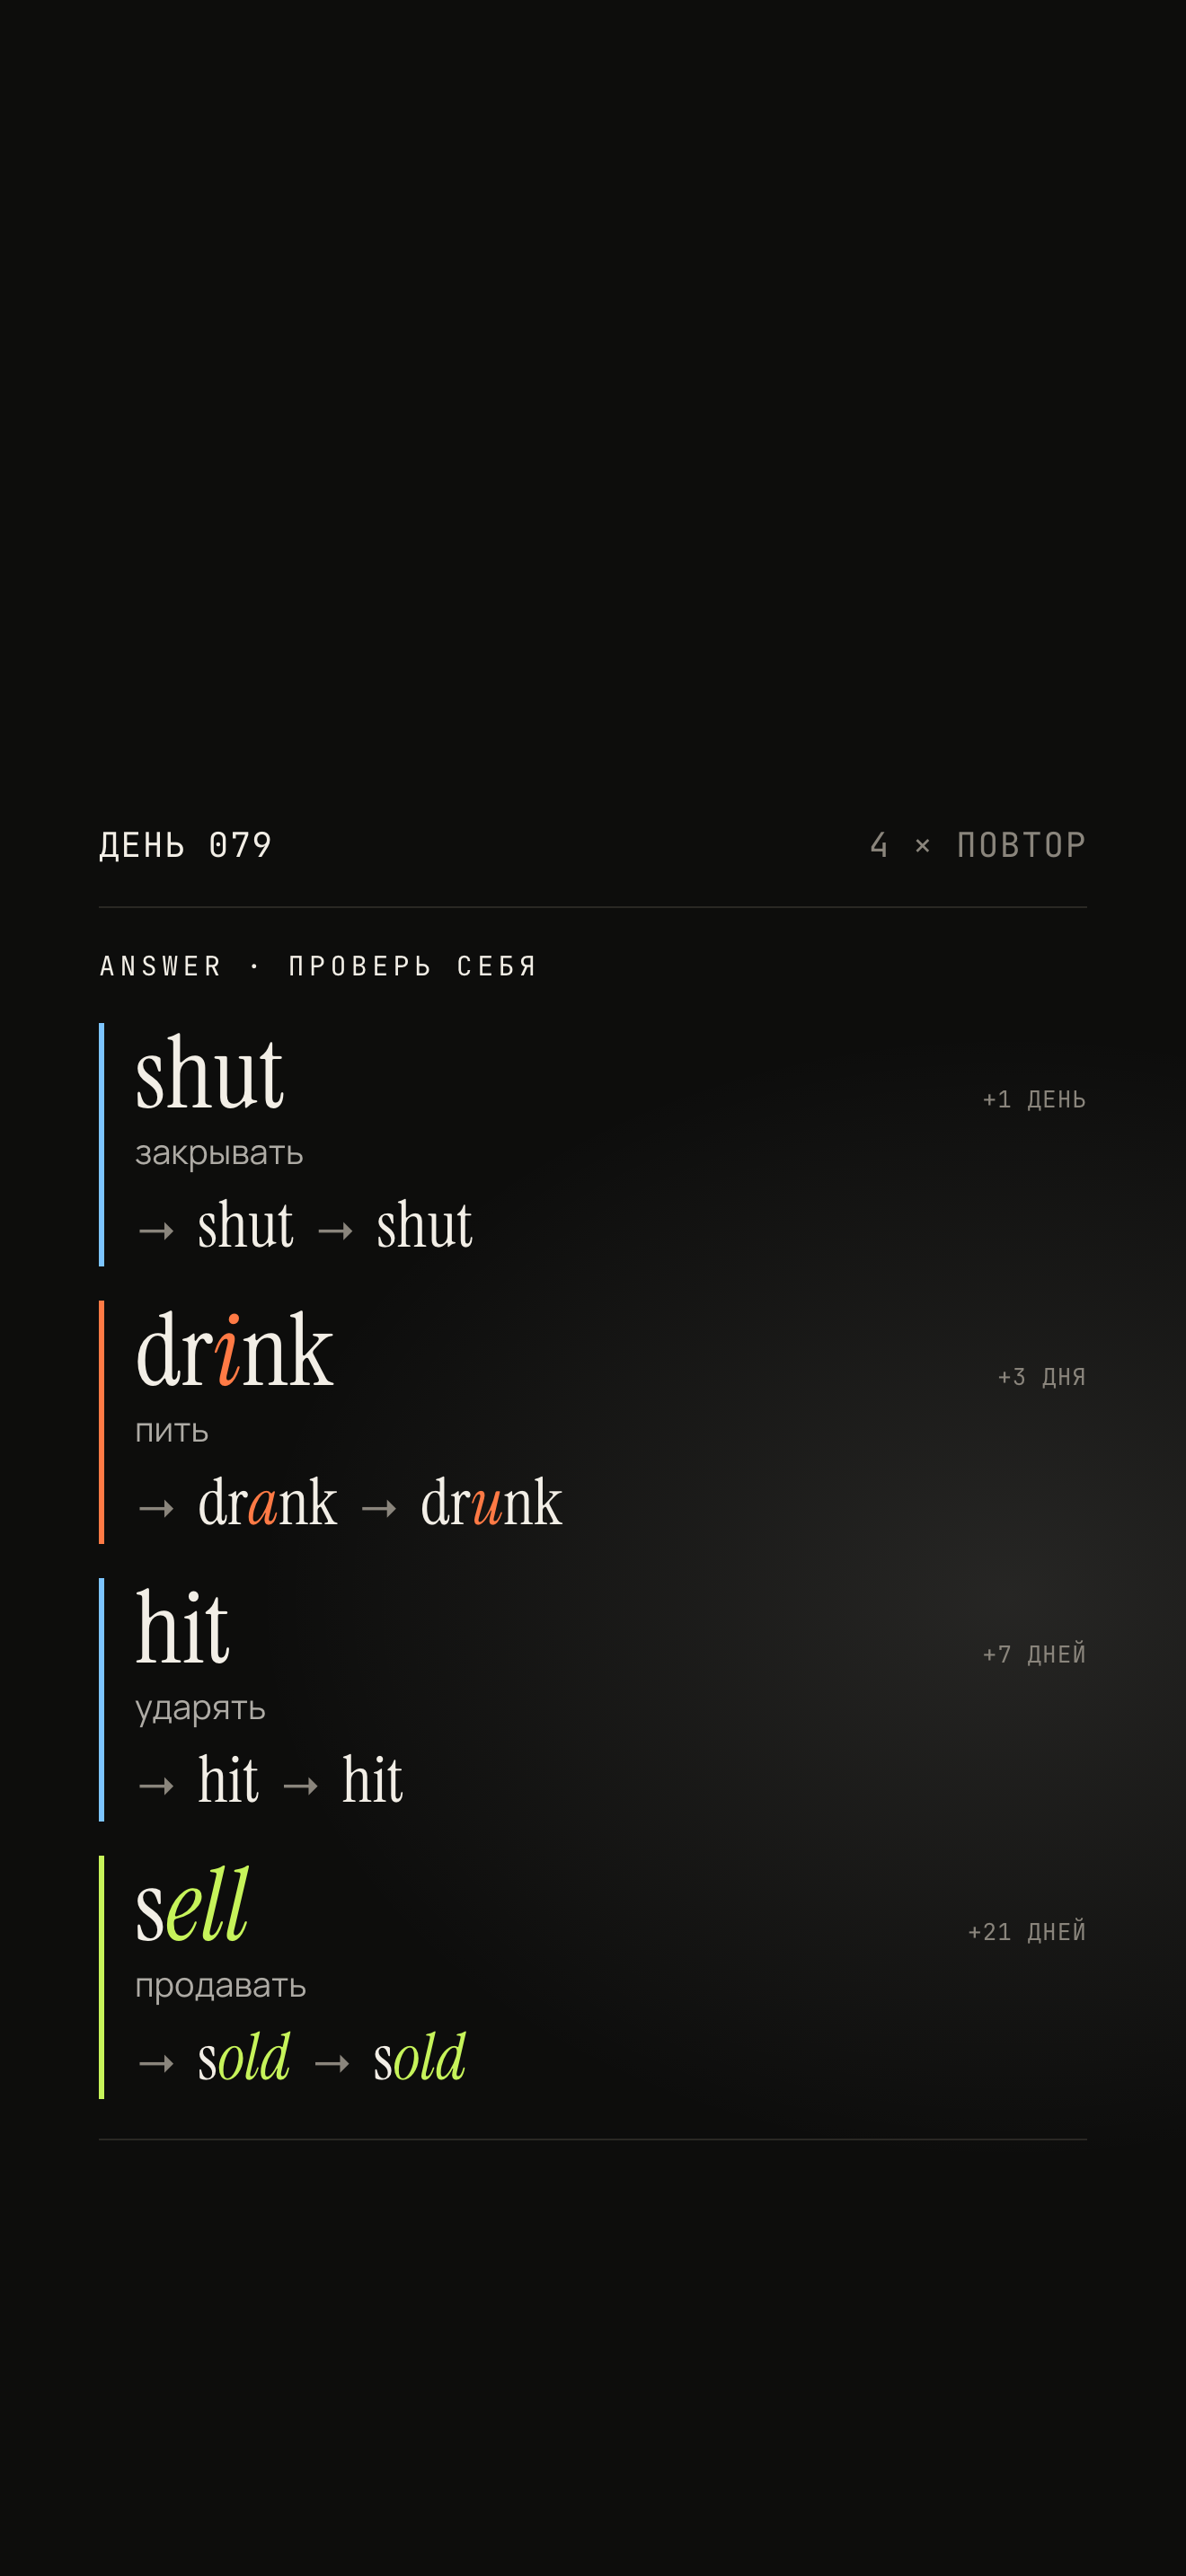 ДЕНЬ 079 4 × ПОВТОР
ANSWER · ПРОВЕРЬ СЕБЯ
shut
+1 ДЕНЬ
закрывать
→ shut → shut
drink
+3 ДНЯ
пить
→ drank → drunk
hit
+7 ДНЕЙ
ударять
→ hit → hit
sell
+21 ДНЕЙ
продавать
→ sold → sold